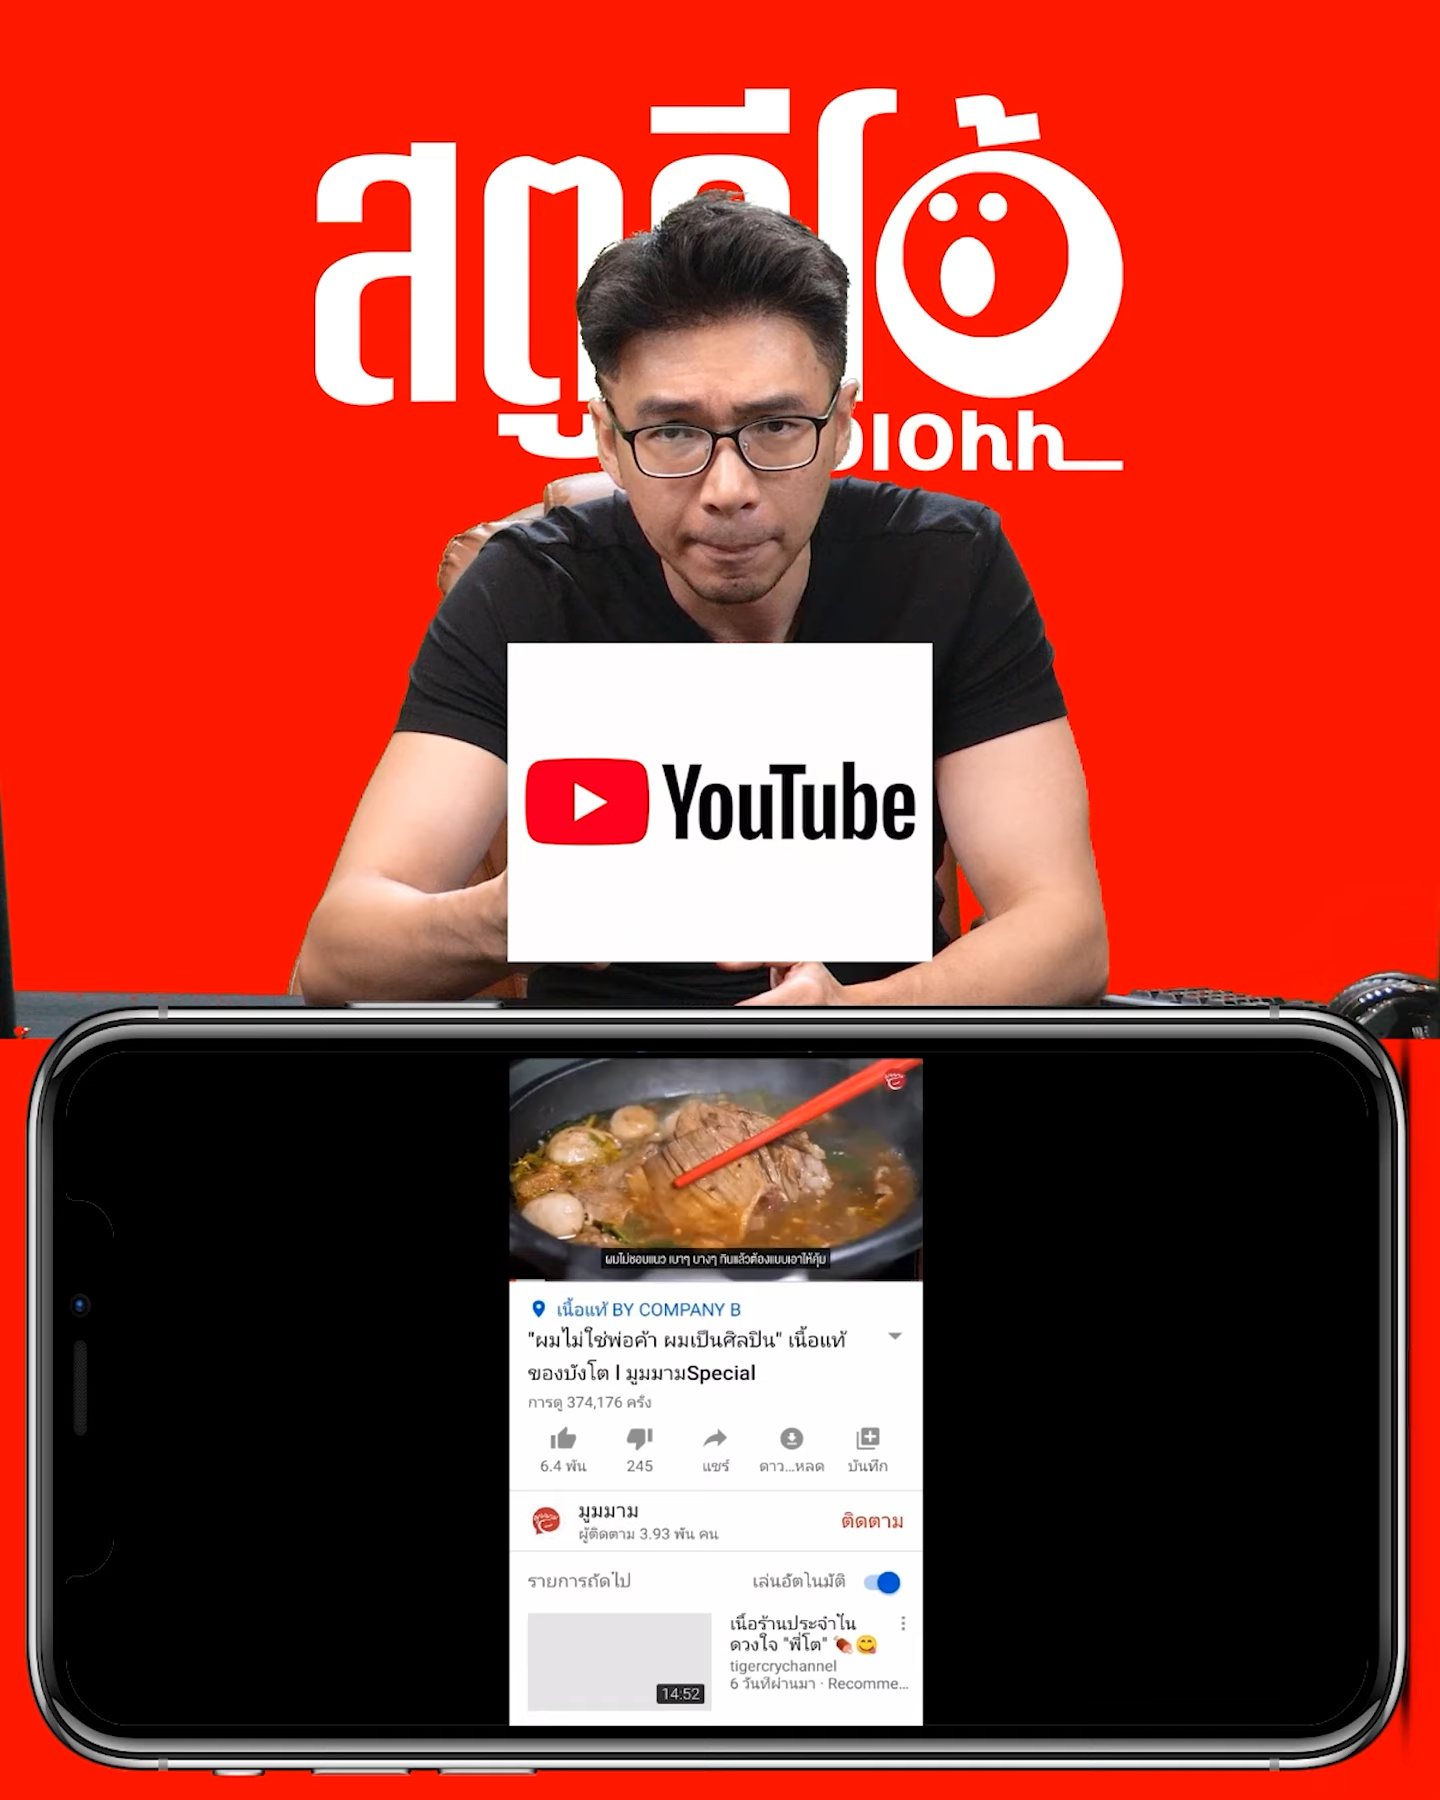 สตูดีโอ้
DIOhh
YouTube
ผมไม่ชอบแนว เบาๆ บางๆ กินแล้วต้องแบบเอาให้คุ้ม
เนื้อแท้ BY COMPANY B
"ผมไม่ใช่พ่อค้า ผมเป็นศิลปิน" เนื้อแท้
ของบังโต l มูมมามSpecial
การดู 374,176 ครั้ง
6.4 พัน 245 แชร์ ดาว...หลด บันทึก
มูมมาม
ผู้ติดตาม 3.93 พัน คน
ติดตาม
รายการถัดไป เล่นอัตโนมัติ
เนื้อร้านประจำใน
ดวงใจ "พี่โต" 🍖😋
tigercrychannel
6 วันที่ผ่านมา · Recomme...
14:52